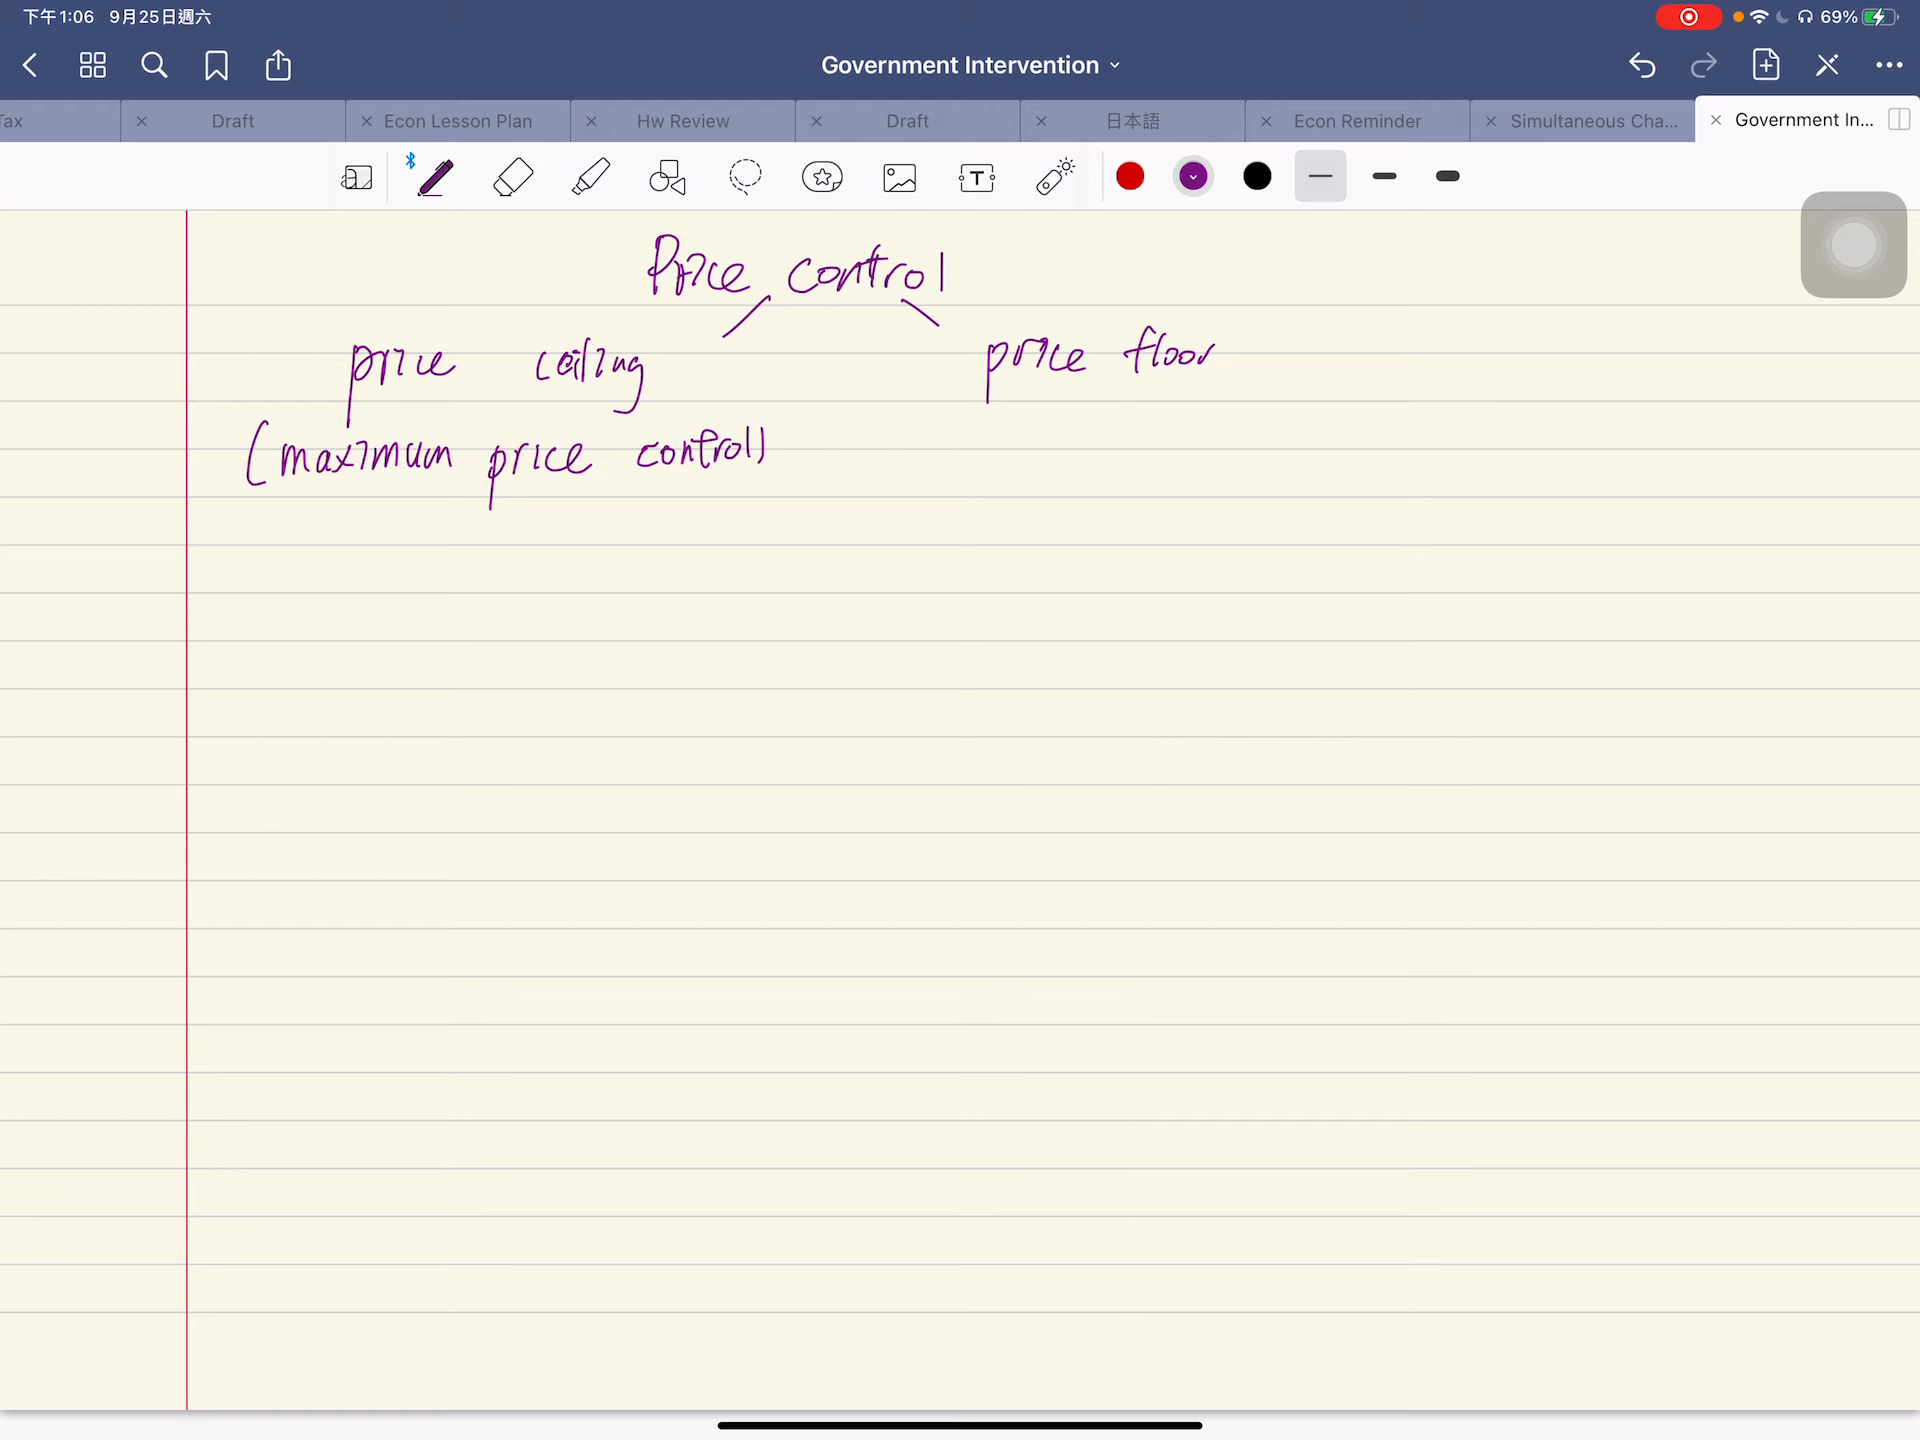 下午1:06 9月25日週六 69%
Government Intervention
Tax Draft Econ Lesson Plan Hw Review Draft 日本語 Econ Reminder Simultaneous Cha... Government In...
Price control
price ceiling price floor
(maximum price control)